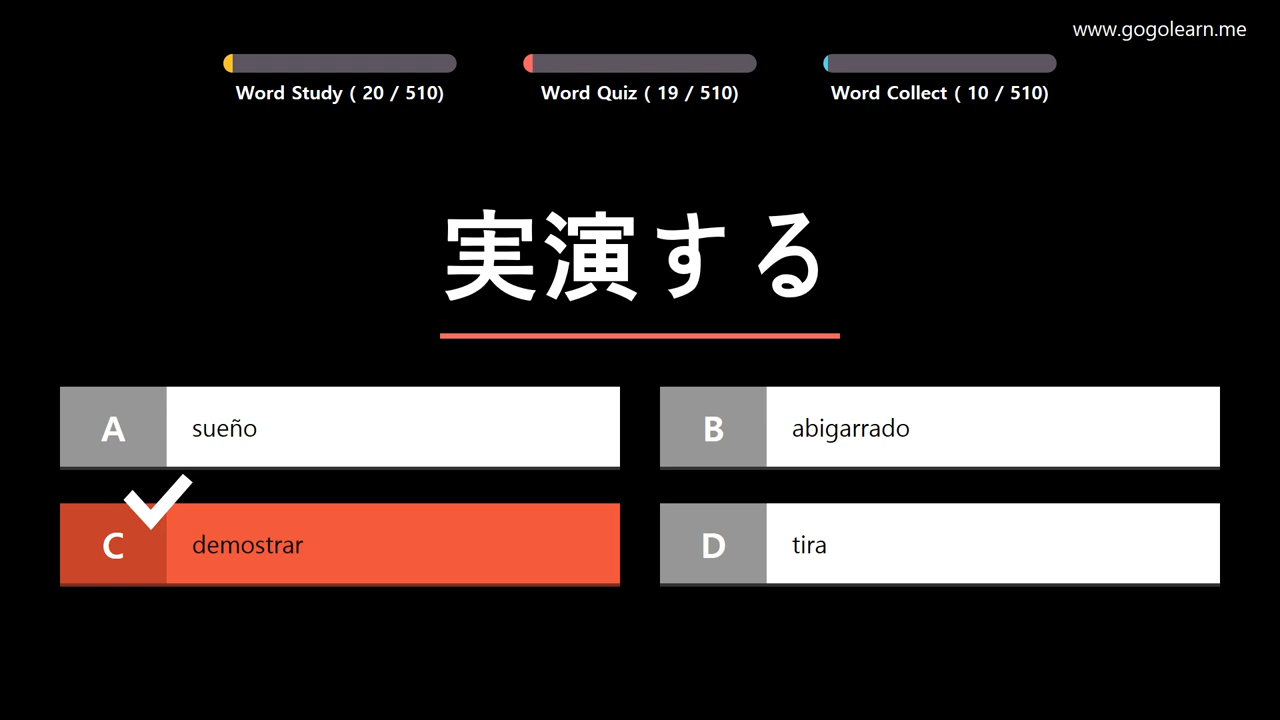 www.gogolearn.me
Word Study ( 20 / 510)
Word Quiz ( 19 / 510)
Word Collect ( 10 / 510)
実演する
A sueño
B abigarrado
C demostrar
D tira